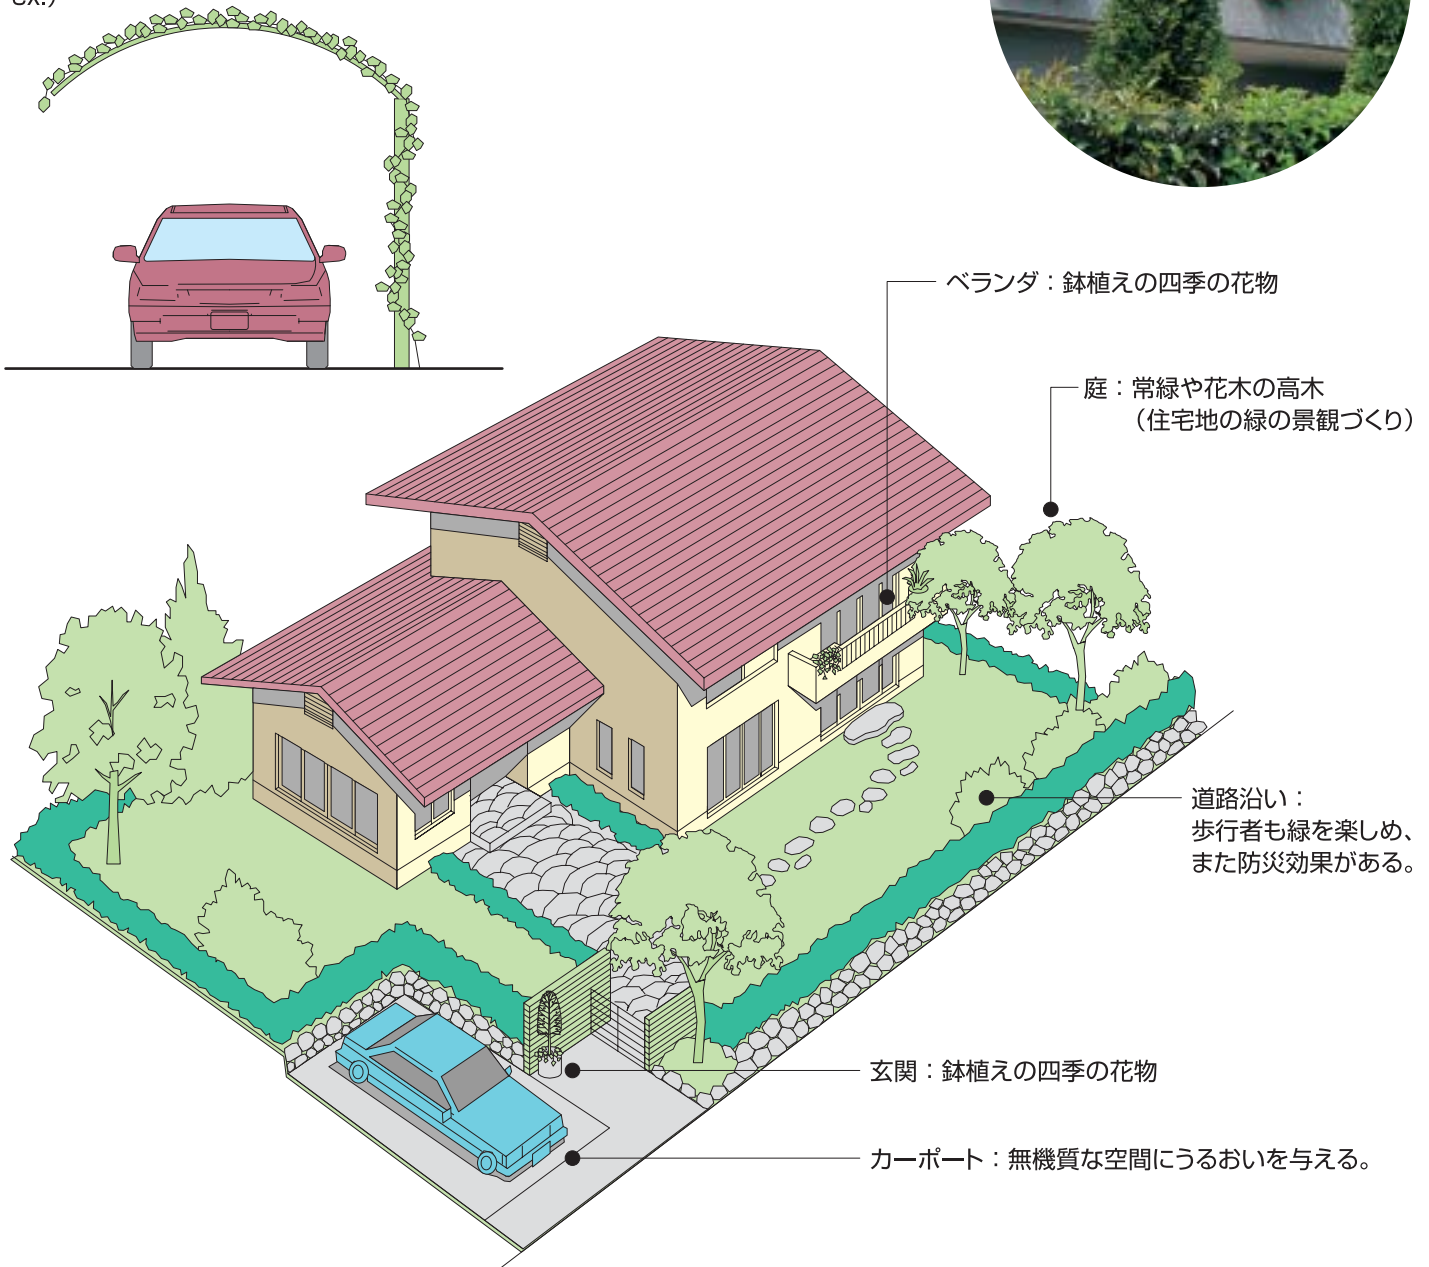 ex.）
ベランダ：鉢植えの四季の花物
庭：常緑や花木の高木
（住宅地の緑の景観づくり）
道路沿い：
歩行者も緑を楽しめ、
また防災効果がある。
玄関：鉢植えの四季の花物
カーポート：無機質な空間にうるおいを与える。